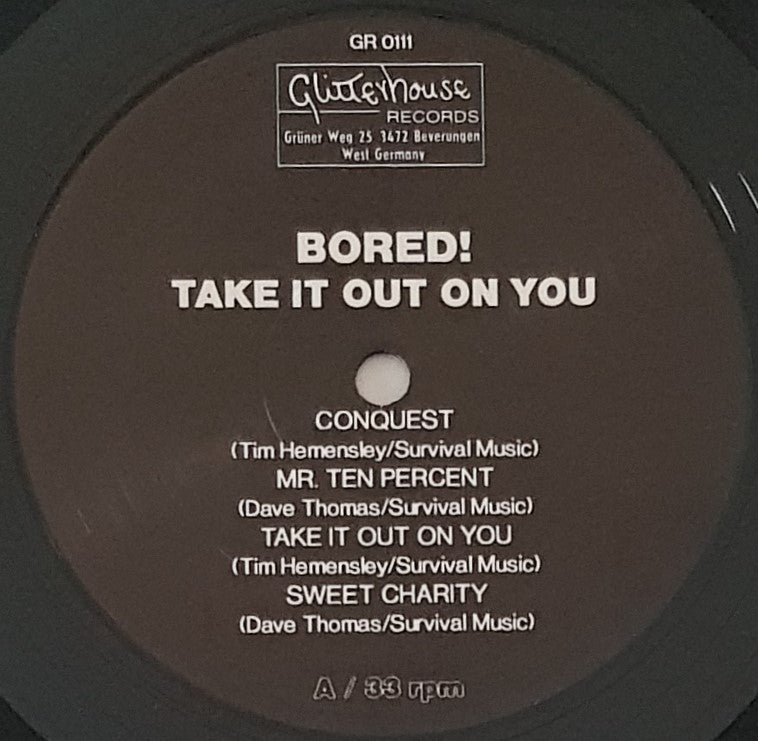 GR 0111
Glitterhouse
RECORDS
Grüner Weg 25 3472 Beverungen
West Germany
BORED!
TAKE IT OUT ON YOU
CONQUEST
(Tim Hemensley/Survival Music)
MR. TEN PERCENT
(Dave Thomas/Survival Music)
TAKE IT OUT ON YOU
(Tim Hemensley/Survival Music)
SWEET CHARITY
(Dave Thomas/Survival Music)
A / 33 rpm